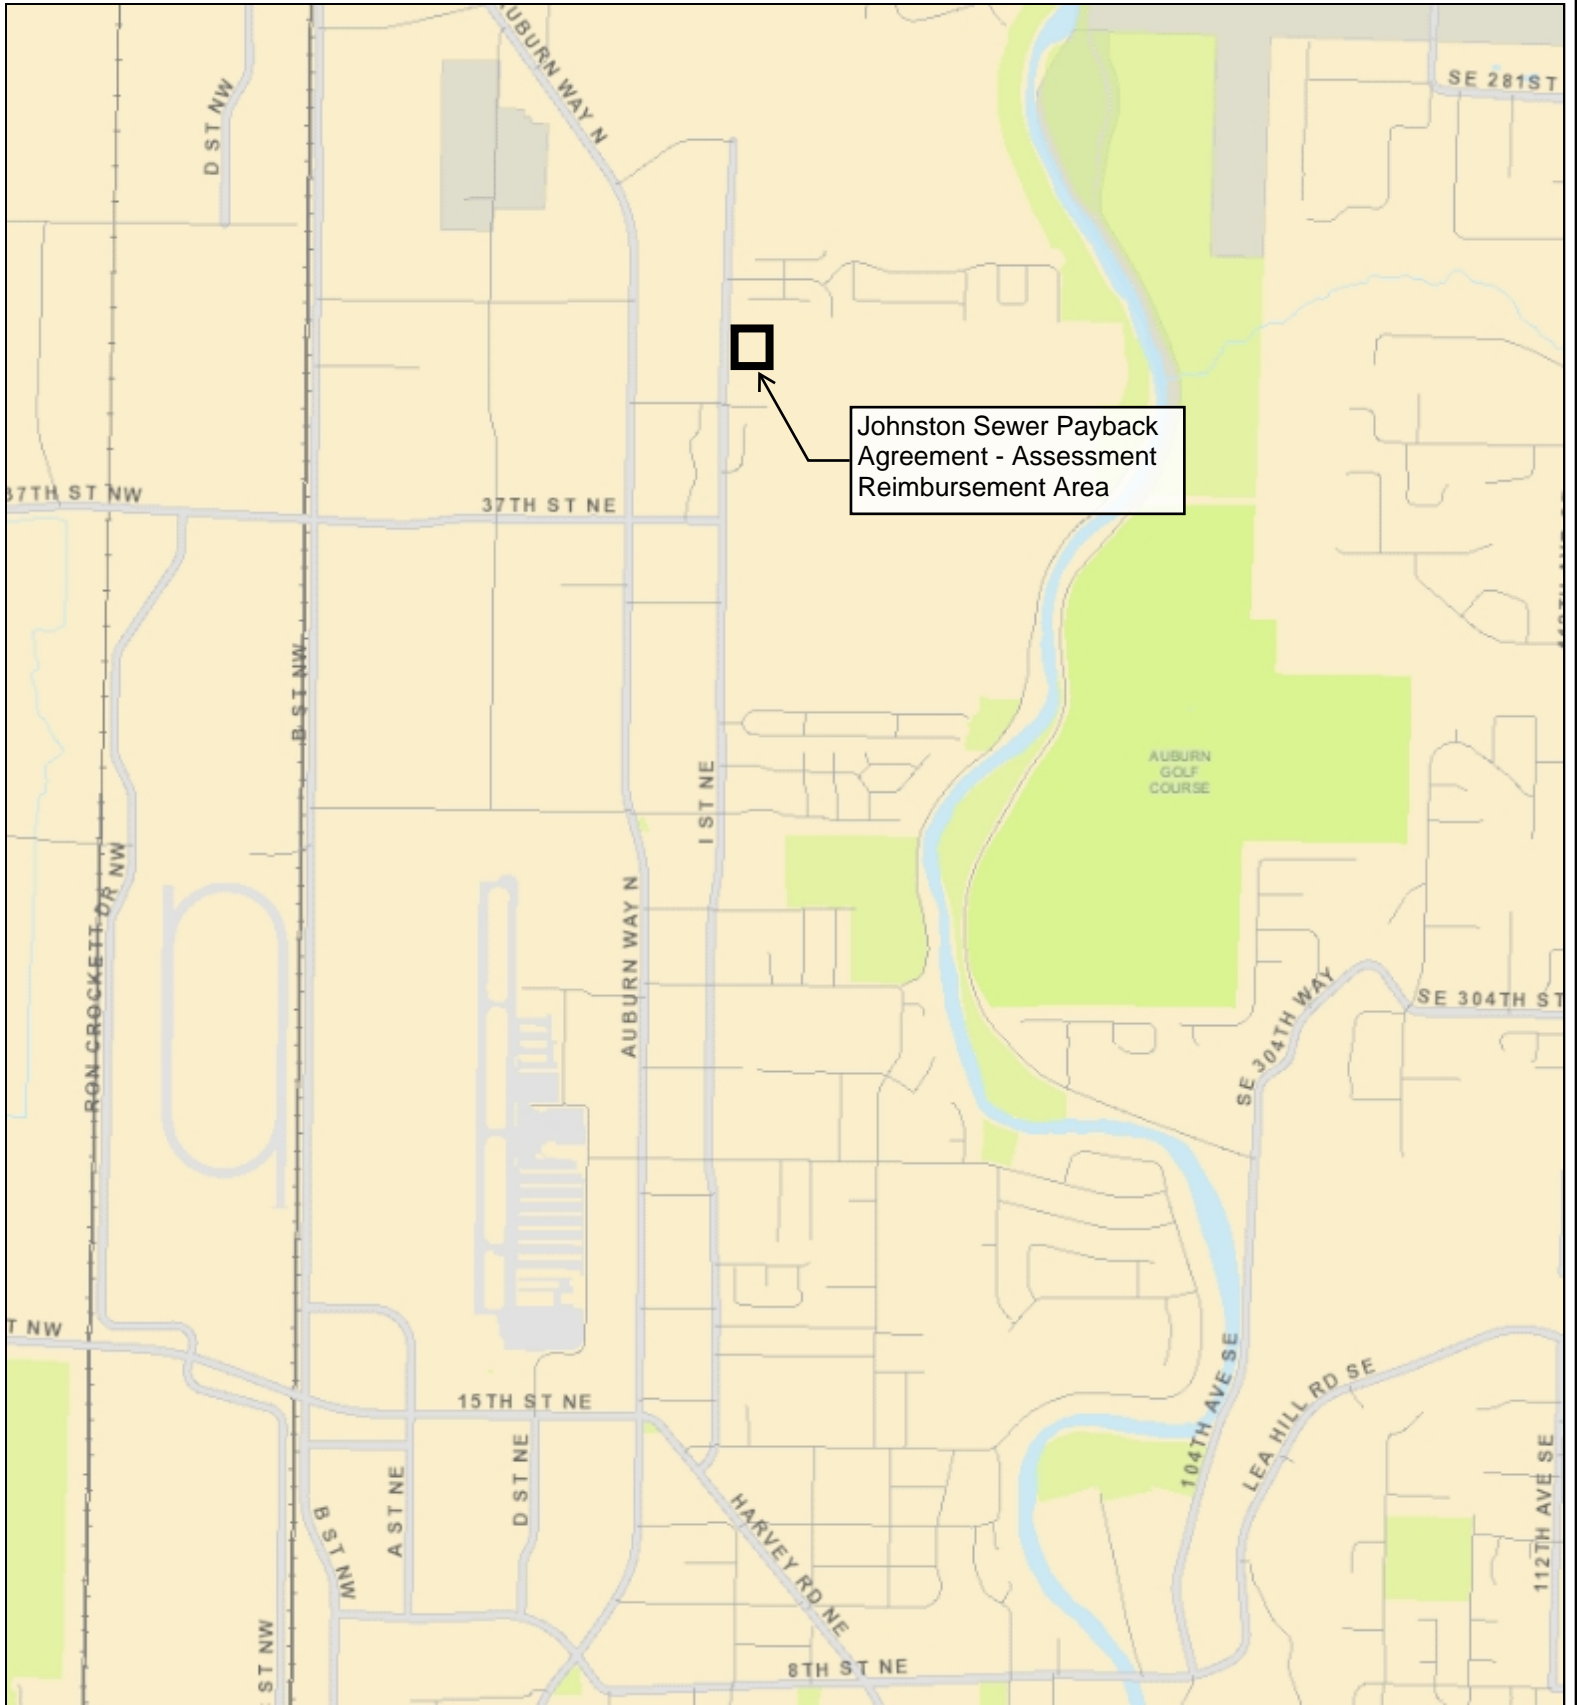 AUBURN WAY N
SE 281ST
D ST NW
Johnston Sewer Payback
Agreement - Assessment
Reimbursement Area
37TH ST NW
37TH ST NE
B ST NW
I ST NE
AUBURN
GOLF
COURSE
RON CROCKETT DR NW
AUBURN WAY N
SE 304TH WAY
SE 304TH ST
T NW
15TH ST NE
104TH AVE SE
LEA HILL RD SE
A ST NE
D ST NE
B ST NW
HARVEY RD NE
112TH AVE SE
ST NW
8TH ST NE